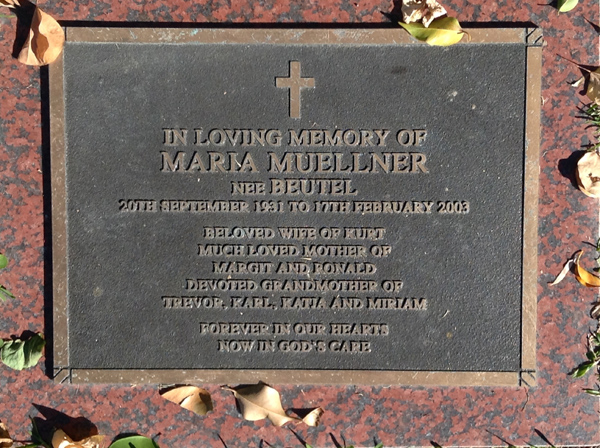 IN LOVING MEMORY OF
MARIA MUELLNER
NEE BEUTEL
20TH SEPTEMBER 1931 TO 17TH FEBRUARY 2003
BELOVED WIFE OF KURT
MUCH LOVED MOTHER OF
MARGIT AND RONALD
DEVOTED GRANDMOTHER OF
TREVOR, KARL, KATJA AND MIRIAM
FOREVER IN OUR HEARTS
NOW IN GOD'S CARE